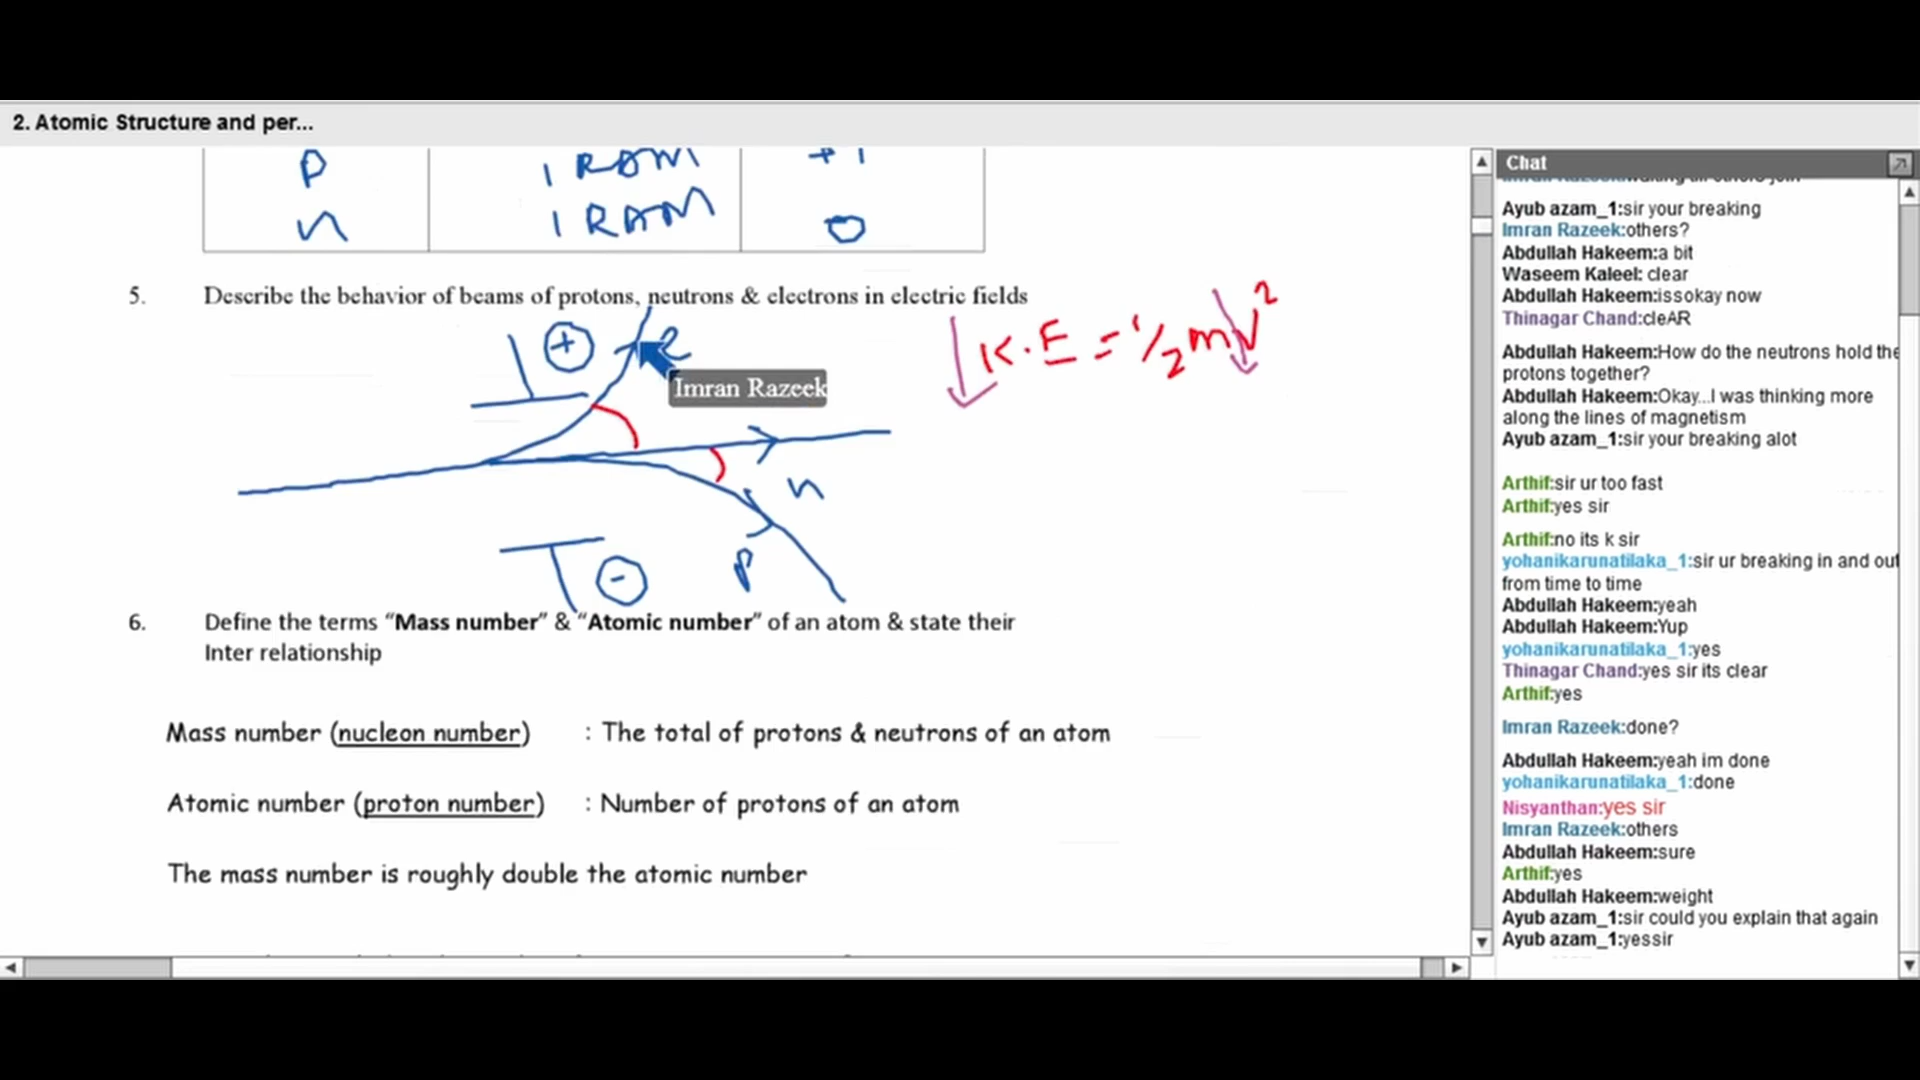 2. Atomic Structure and per...
P 1 RAM +1
n 1 RAM 0
5. Describe the behavior of beams of protons, neutrons & electrons in electric fields
+ e
K.E = 1/2 mV²
Imran Razeek
n
- P
6. Define the terms “Mass number” & “Atomic number” of an atom & state their
Inter relationship
Mass number (nucleon number) : The total of protons & neutrons of an atom
Atomic number (proton number) : Number of protons of an atom
The mass number is roughly double the atomic number
Chat
Ayub azam_1:sir your breaking
Imran Razeek:others?
Abdullah Hakeem:a bit
Waseem Kaleel: clear
Abdullah Hakeem:issokay now
Thinagar Chand:cleAR
Abdullah Hakeem:How do the neutrons hold the
protons together?
Abdullah Hakeem:Okay...I was thinking more
along the lines of magnetism
Ayub azam_1:sir your breaking alot
Arthif:sir ur too fast
Arthif:yes sir
Arthif:no its k sir
yohanikarunatilaka_1:sir ur breaking in and out
from time to time
Abdullah Hakeem:yeah
Abdullah Hakeem:Yup
yohanikarunatilaka_1:yes
Thinagar Chand:yes sir its clear
Arthif:yes
Imran Razeek:done?
Abdullah Hakeem:yeah im done
yohanikarunatilaka_1:done
Nisyanthan:yes sir
Imran Razeek:others
Abdullah Hakeem:sure
Arthif:yes
Abdullah Hakeem:weight
Ayub azam_1:sir could you explain that again
Ayub azam_1:yessir